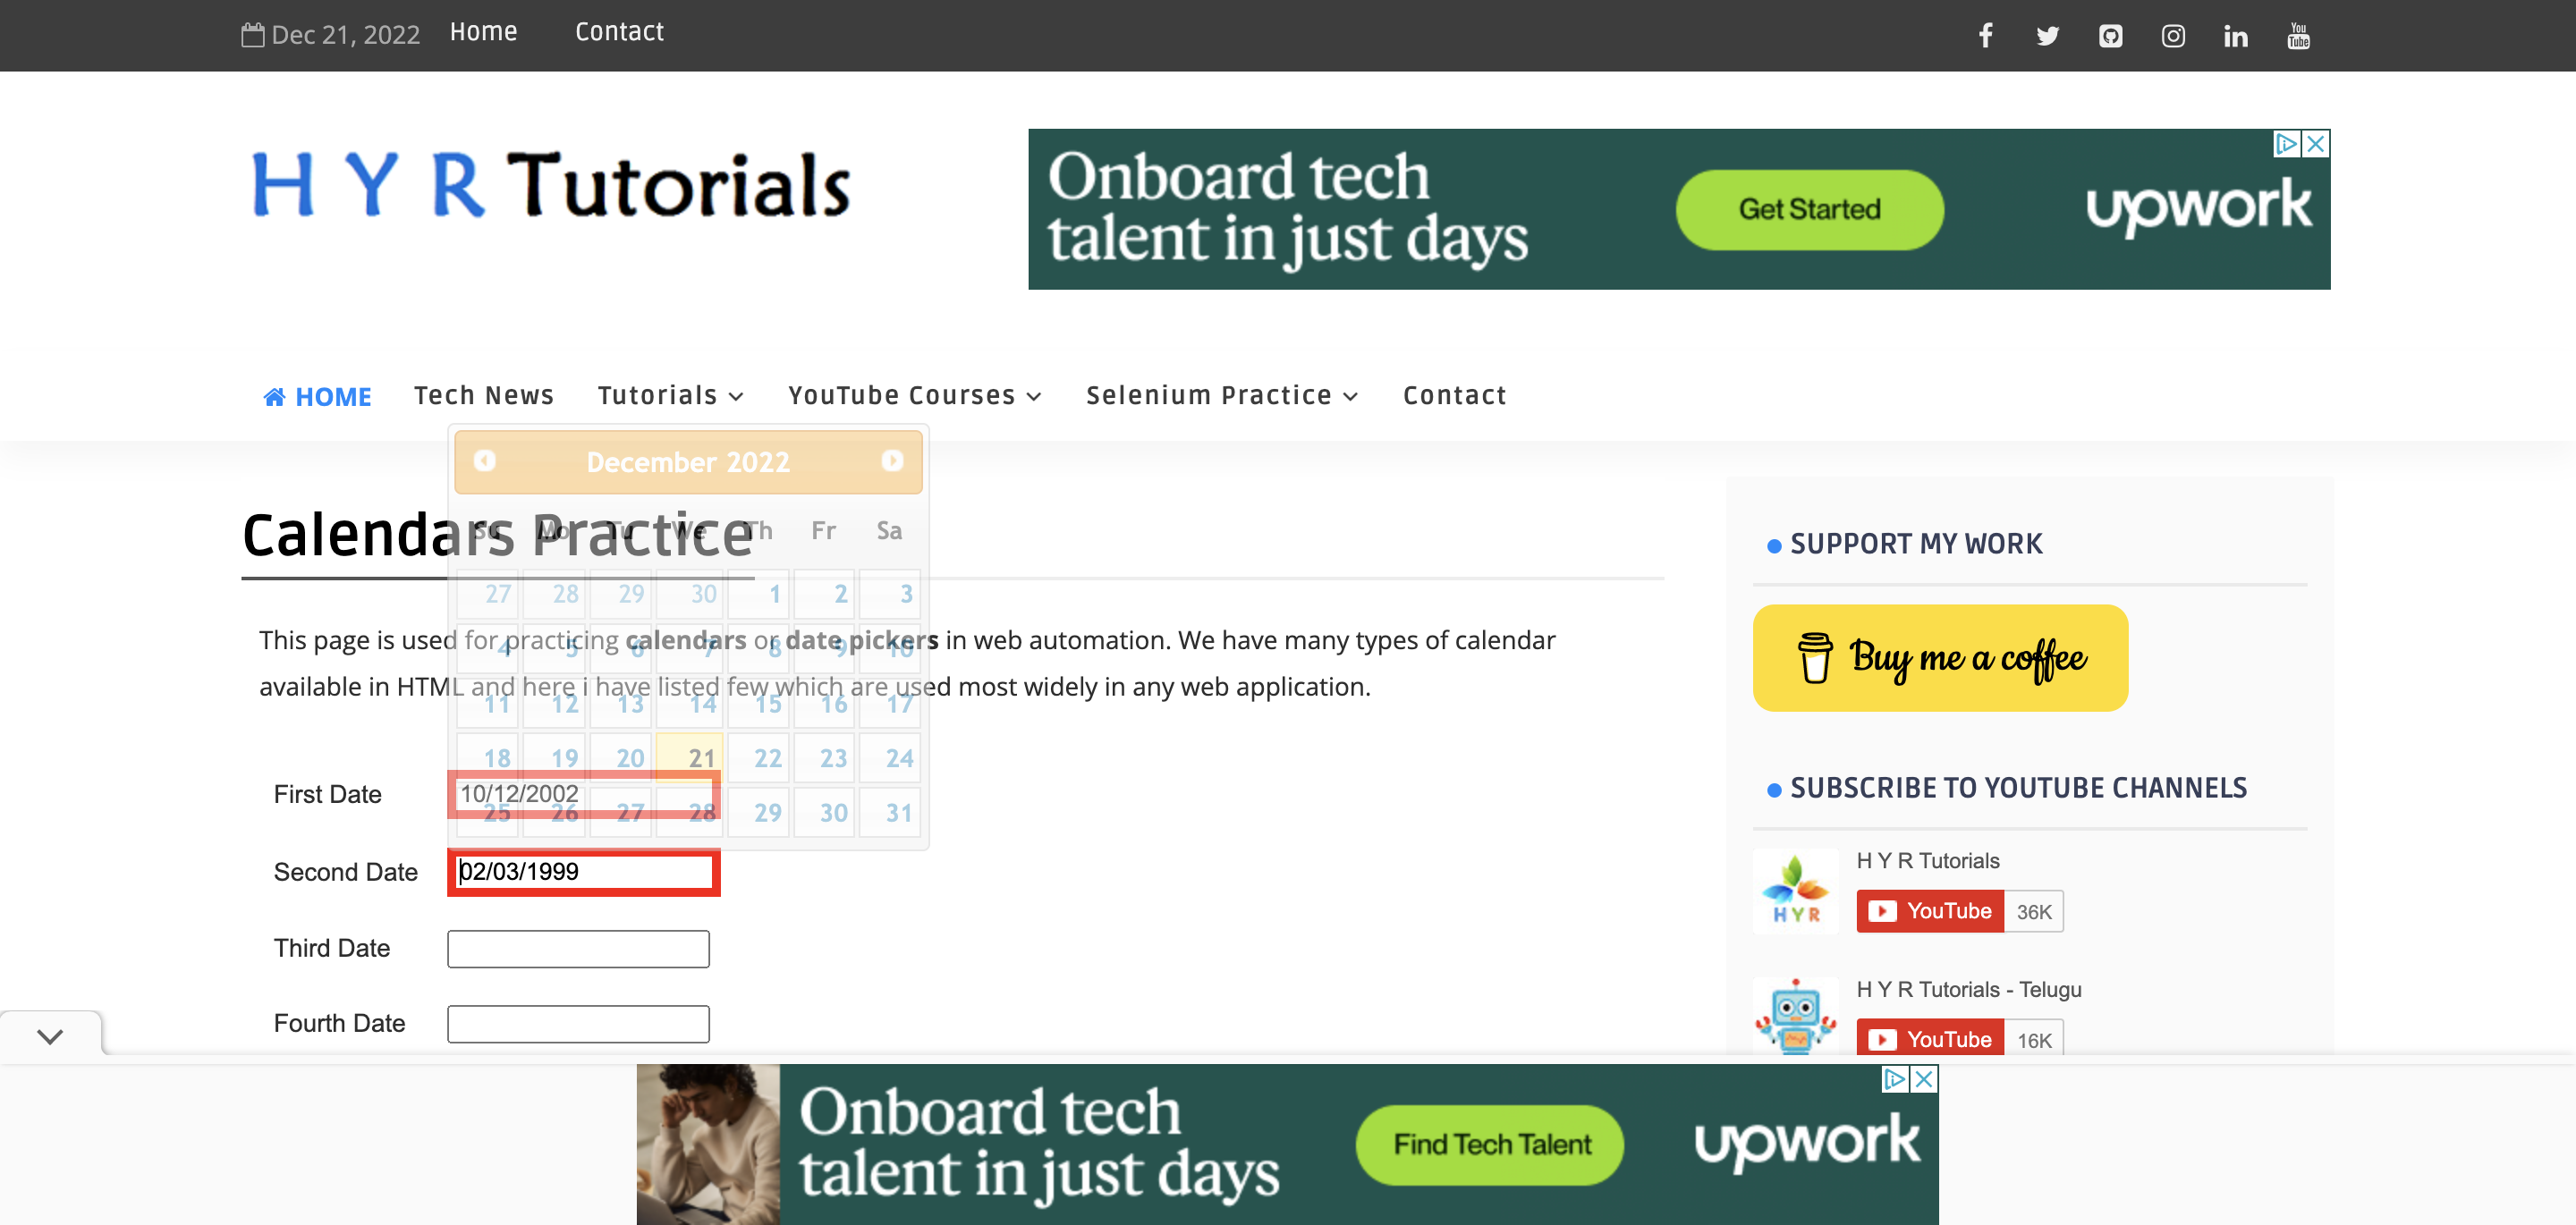 Dec 21, 2022 Home Contact
You
Tube
H Y R Tutorials
Onboard tech
talent in just days
Get Started
upwork
HOME Tech News Tutorials YouTube Courses Selenium Practice Contact
December 2022
Calendars Practice
Su Mo Tu We Th Fr Sa
27 28 29 30 1 2 3
This page is used for practicing calendars or date pickers in web automation. We have many types of calendar
4 5 6 7 8 9 10
available in HTML and here i have listed few which are used most widely in any web application.
11 12 13 14 15 16 17
18 19 20 21 22 23 24
First Date 10/12/2002
25 26 27 28 29 30 31
Second Date 02/03/1999
Third Date
Fourth Date
SUPPORT MY WORK
Buy me a coffee
SUBSCRIBE TO YOUTUBE CHANNELS
H Y R Tutorials
HYR
YouTube 36K
H Y R Tutorials - Telugu
YouTube 16K
Onboard tech
talent in just days
Find Tech Talent
upwork